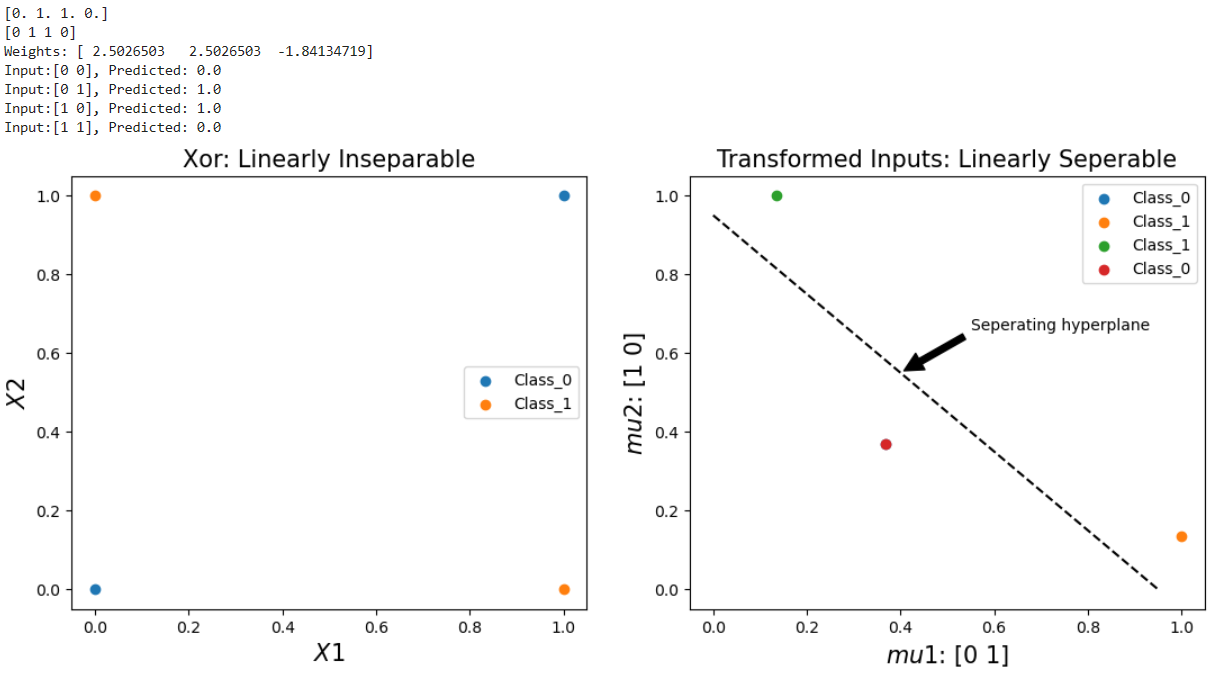 [0. 1. 1. 0.]
[0 1 1 0]
Weights: [ 2.5026503   2.5026503  -1.84134719]
Input:[0 0], Predicted: 0.0
Input:[0 1], Predicted: 1.0
Input:[1 0], Predicted: 1.0
Input:[1 1], Predicted: 0.0
Xor: Linearly Inseparable
1.0
0.8
0.6
0.4
0.2
0.0
X2
Class_0
Class_1
0.0 0.2 0.4 0.6 0.8 1.0
X1
Transformed Inputs: Linearly Seperable
1.0
0.8
0.6
0.4
0.2
0.0
mu2: [1 0]
Class_0
Class_1
Class_1
Class_0
Seperating hyperplane
0.0 0.2 0.4 0.6 0.8 1.0
mu1: [0 1]